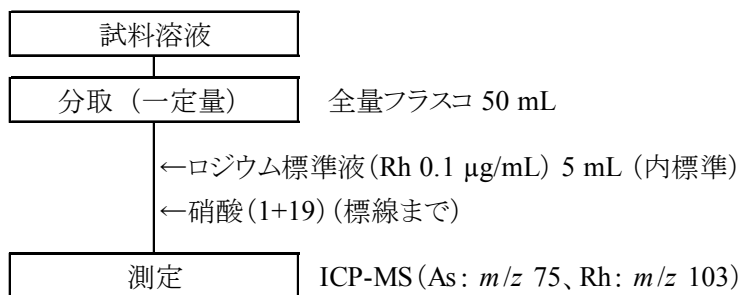 試料溶液
分取（一定量） 全量フラスコ 50 mL
←ロジウム標準液(Rh 0.1 µg/mL) 5 mL (内標準)
←硝酸(1+19) (標線まで)
測定 ICP-MS(As: m/z 75、Rh: m/z 103)